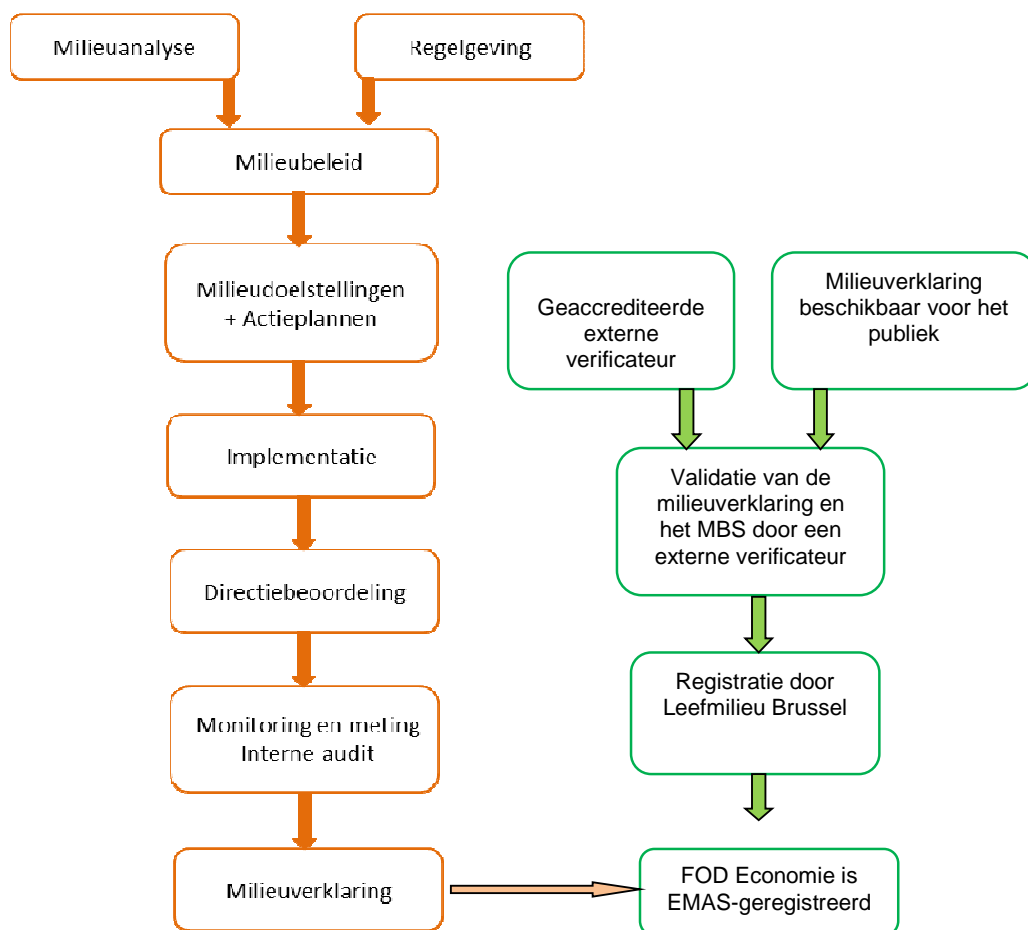 Milieuanalyse
Regelgeving
Milieubeleid
Milieudoelstellingen
+ Actieplannen
Implementatie
Directiebeoordeling
Monitoring en meting
Interne audit
Milieuverklaring
Geaccrediteerde
externe
verificateur
Milieuverklaring
beschikbaar voor het
publiek
Validatie van de
milieuverklaring en
het MBS door een
externe verificateur
Registratie door
Leefmilieu Brussel
FOD Economie is
EMAS-geregistreerd